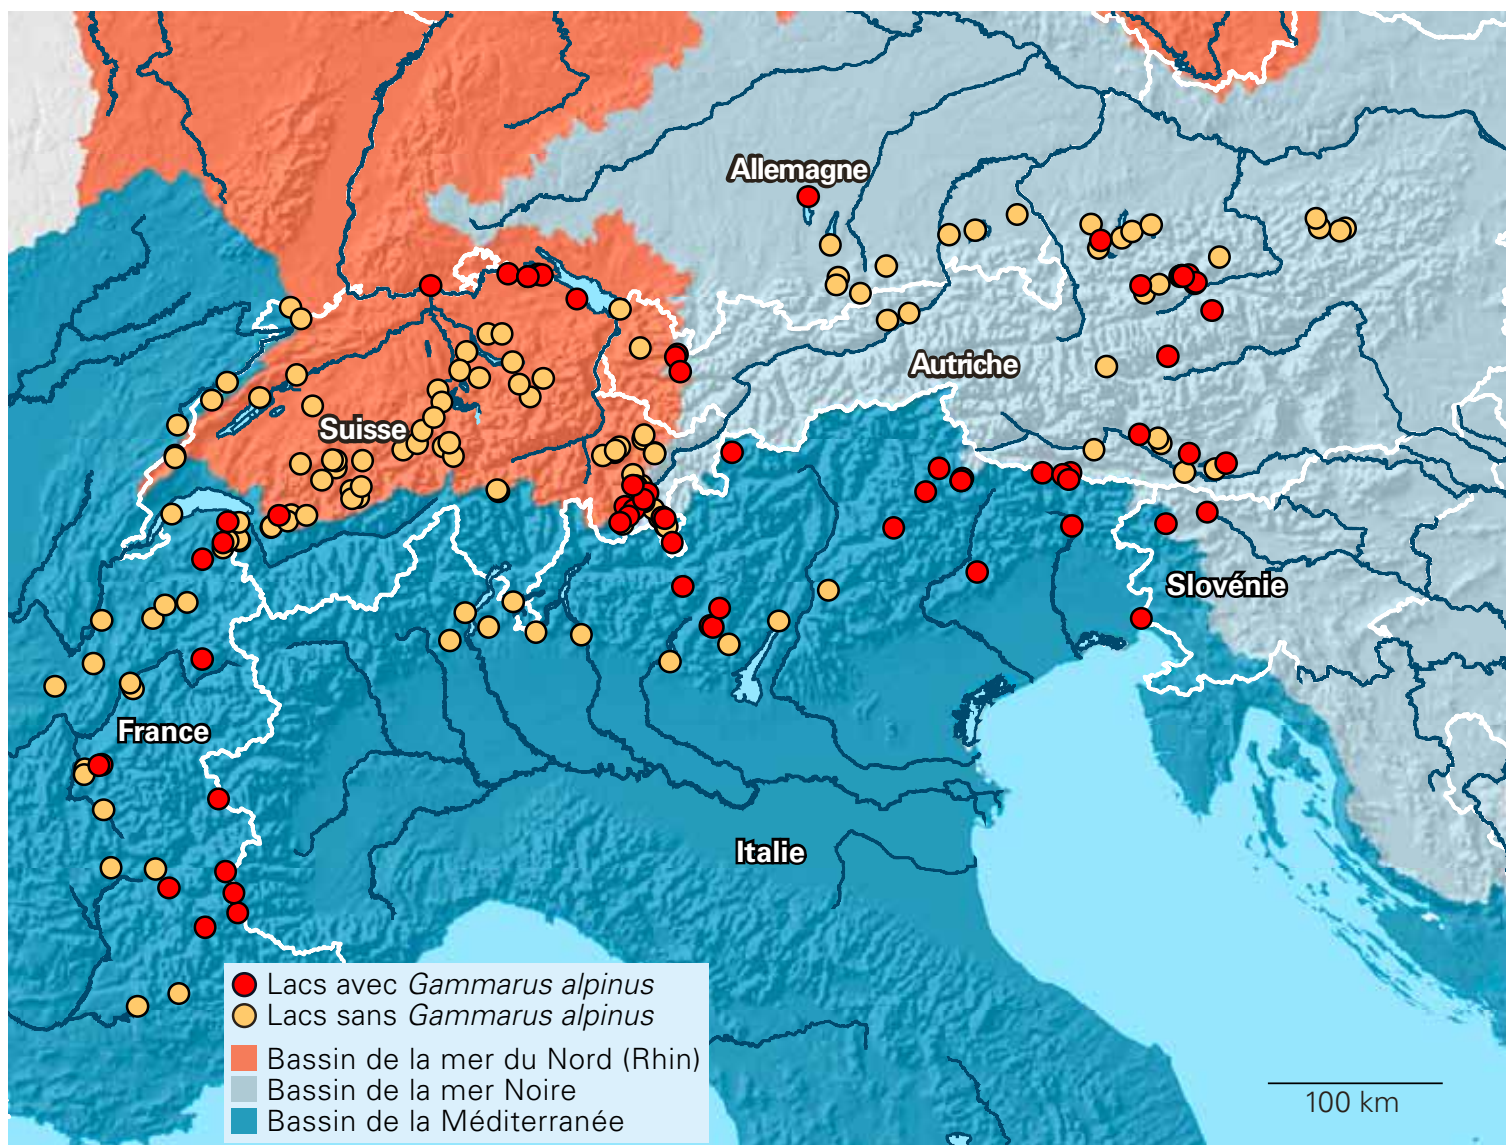 Allemagne
Autriche
Suisse
Slovénie
France
Italie
Lacs avec Gammarus alpinus
Lacs sans Gammarus alpinus
Bassin de la mer du Nord (Rhin)
Bassin de la mer Noire
Bassin de la Méditerranée
100 km